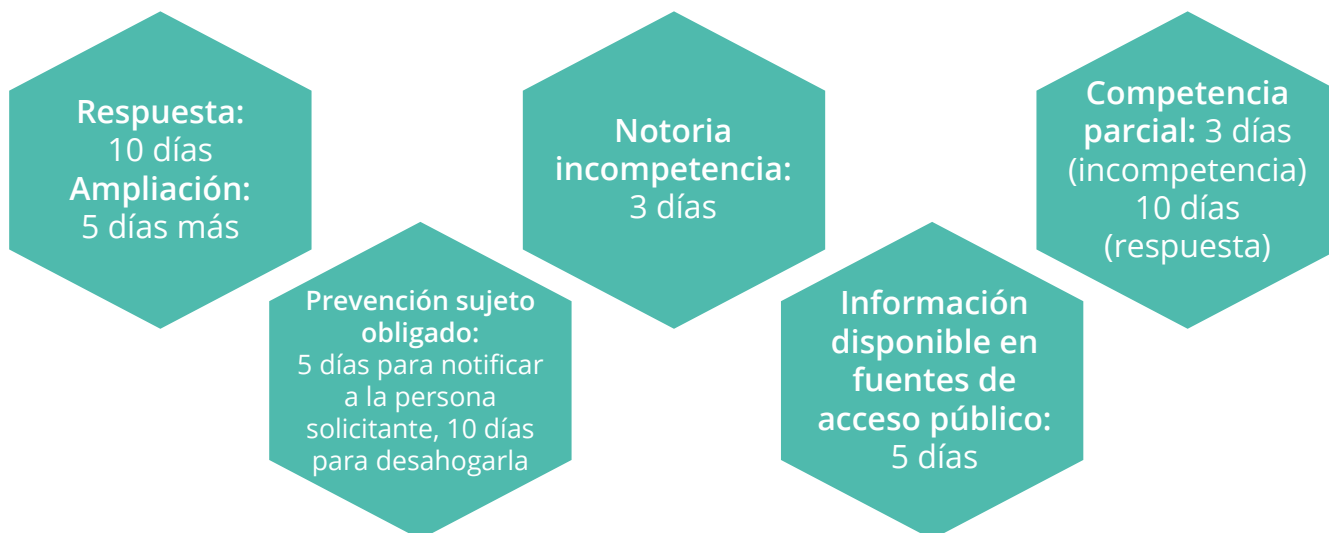 Respuesta:
10 días
Ampliación:
5 días más
Prevención sujeto
obligado:
5 días para notificar
a la persona
solicitante, 10 días
para desahogarla
Notoria
incompetencia:
3 días
Información
disponible en
fuentes de
acceso público:
5 días
Competencia
parcial: 3 días
(incompetencia)
10 días
(respuesta)